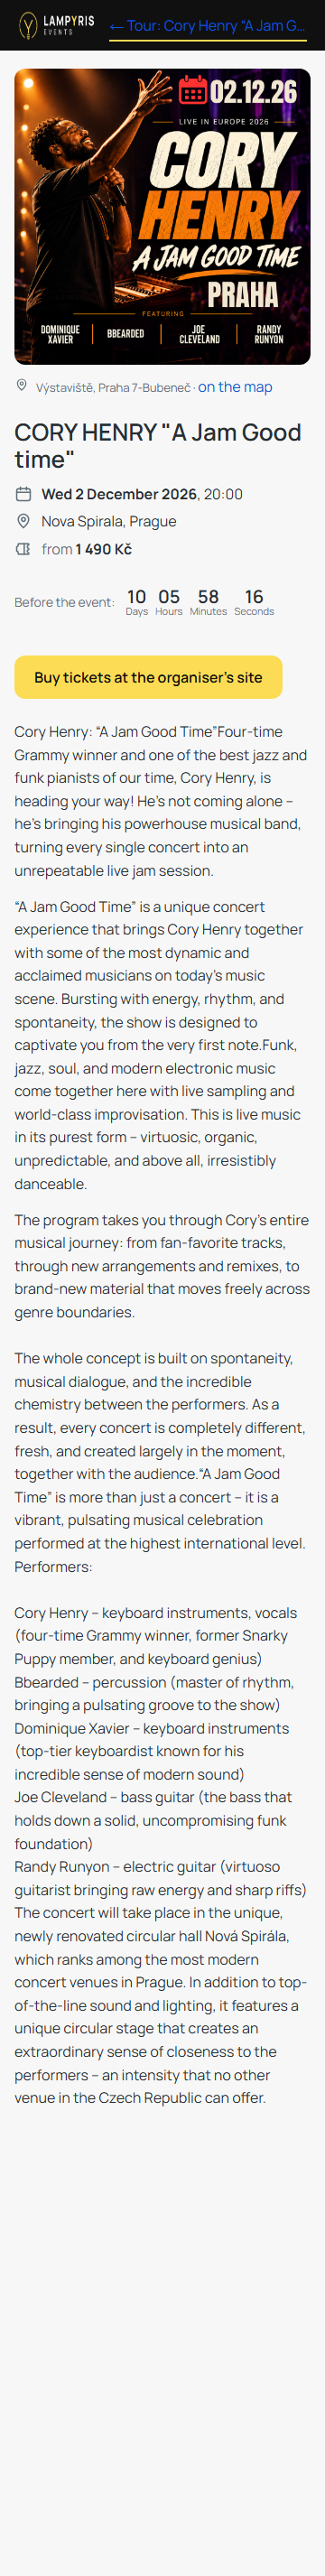 LAMPYRIS
EVENTS
← Tour: Cory Henry "A Jam G...
02.12.26
LIVE IN EUROPE 2026
CORY
HENRY
A JAM GOOD TIME
PRAHA
FEATURING
DOMINIQUE XAVIER
BBEARDED
JOE CLEVELAND
RANDY RUNYON
Výstaviště, Praha 7-Bubeneč · on the map
CORY HENRY "A Jam Good
time"
Wed 2 December 2026, 20:00
Nova Spirala, Prague
from 1 490 Kč
Before the event:
10 05 58 16
Days Hours Minutes Seconds
Buy tickets at the organiser's site
Cory Henry: “A Jam Good Time”Four-time
Grammy winner and one of the best jazz and
funk pianists of our time, Cory Henry, is
heading your way! He’s not coming alone –
he’s bringing his powerhouse musical band,
turning every single concert into an
unrepeatable live jam session.
“A Jam Good Time” is a unique concert
experience that brings Cory Henry together
with some of the most dynamic and
acclaimed musicians on today’s music
scene. Bursting with energy, rhythm, and
spontaneity, the show is designed to
captivate you from the very first note.Funk,
jazz, soul, and modern electronic music
come together here with live sampling and
world-class improvisation. This is live music
in its purest form – virtuosic, organic,
unpredictable, and above all, irresistibly
danceable.
The program takes you through Cory’s entire
musical journey: from fan-favorite tracks,
through new arrangements and remixes, to
brand-new material that moves freely across
genre boundaries.
The whole concept is built on spontaneity,
musical dialogue, and the incredible
chemistry between the performers. As a
result, every concert is completely different,
fresh, and created largely in the moment,
together with the audience.“A Jam Good
Time” is more than just a concert – it is a
vibrant, pulsating musical celebration
performed at the highest international level.
Performers:
Cory Henry – keyboard instruments, vocals
(four-time Grammy winner, former Snarky
Puppy member, and keyboard genius)
Bbearded – percussion (master of rhythm,
bringing a pulsating groove to the show)
Dominique Xavier – keyboard instruments
(top-tier keyboardist known for his
incredible sense of modern sound)
Joe Cleveland – bass guitar (the bass that
holds down a solid, uncompromising funk
foundation)
Randy Runyon – electric guitar (virtuoso
guitarist bringing raw energy and sharp riffs)
The concert will take place in the unique,
newly renovated circular hall Nová Spirála,
which ranks among the most modern
concert venues in Prague. In addition to top-
of-the-line sound and lighting, it features a
unique circular stage that creates an
extraordinary sense of closeness to the
performers – an intensity that no other
venue in the Czech Republic can offer.